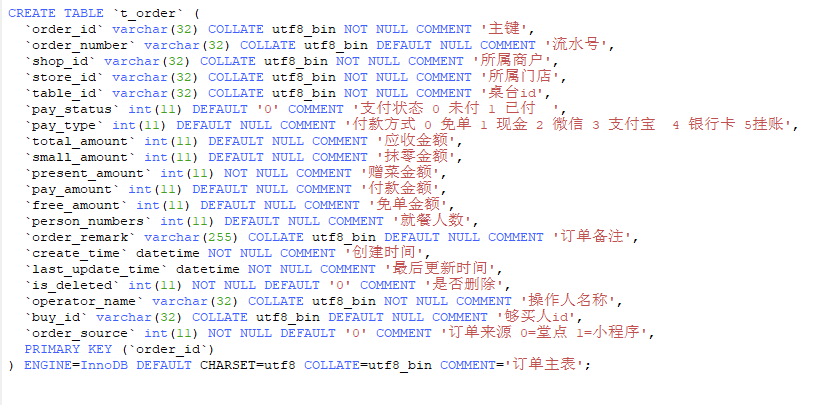 CREATE TABLE `t_order` (
  `order_id` varchar(32) COLLATE utf8_bin NOT NULL COMMENT '主键',
  `order_number` varchar(32) COLLATE utf8_bin DEFAULT NULL COMMENT '流水号',
  `shop_id` varchar(32) COLLATE utf8_bin NOT NULL COMMENT '所属商户',
  `store_id` varchar(32) COLLATE utf8_bin NOT NULL COMMENT '所属门店',
  `table_id` varchar(32) COLLATE utf8_bin NOT NULL COMMENT '桌台id',
  `pay_status` int(11) DEFAULT '0' COMMENT '支付状态 0 未付 1 已付  ',
  `pay_type` int(11) DEFAULT NULL COMMENT '付款方式 0 免单 1 现金 2 微信 3 支付宝  4 银行卡 5挂账',
  `total_amount` int(11) DEFAULT NULL COMMENT '应收金额',
  `small_amount` int(11) DEFAULT NULL COMMENT '抹零金额',
  `present_amount` int(11) NOT NULL COMMENT '赠菜金额',
  `pay_amount` int(11) DEFAULT NULL COMMENT '付款金额',
  `free_amount` int(11) DEFAULT NULL COMMENT '免单金额',
  `person_numbers` int(11) DEFAULT NULL COMMENT '就餐人数',
  `order_remark` varchar(255) COLLATE utf8_bin DEFAULT NULL COMMENT '订单备注',
  `create_time` datetime NOT NULL COMMENT '创建时间',
  `last_update_time` datetime NOT NULL COMMENT '最后更新时间',
  `is_deleted` int(11) NOT NULL DEFAULT '0' COMMENT '是否删除',
  `operator_name` varchar(32) COLLATE utf8_bin NOT NULL COMMENT '操作人名称',
  `buy_id` varchar(32) COLLATE utf8_bin DEFAULT NULL COMMENT '够买人id',
  `order_source` int(11) NOT NULL DEFAULT '0' COMMENT '订单来源 0=堂点 1=小程序',
  PRIMARY KEY (`order_id`)
) ENGINE=InnoDB DEFAULT CHARSET=utf8 COLLATE=utf8_bin COMMENT='订单主表';